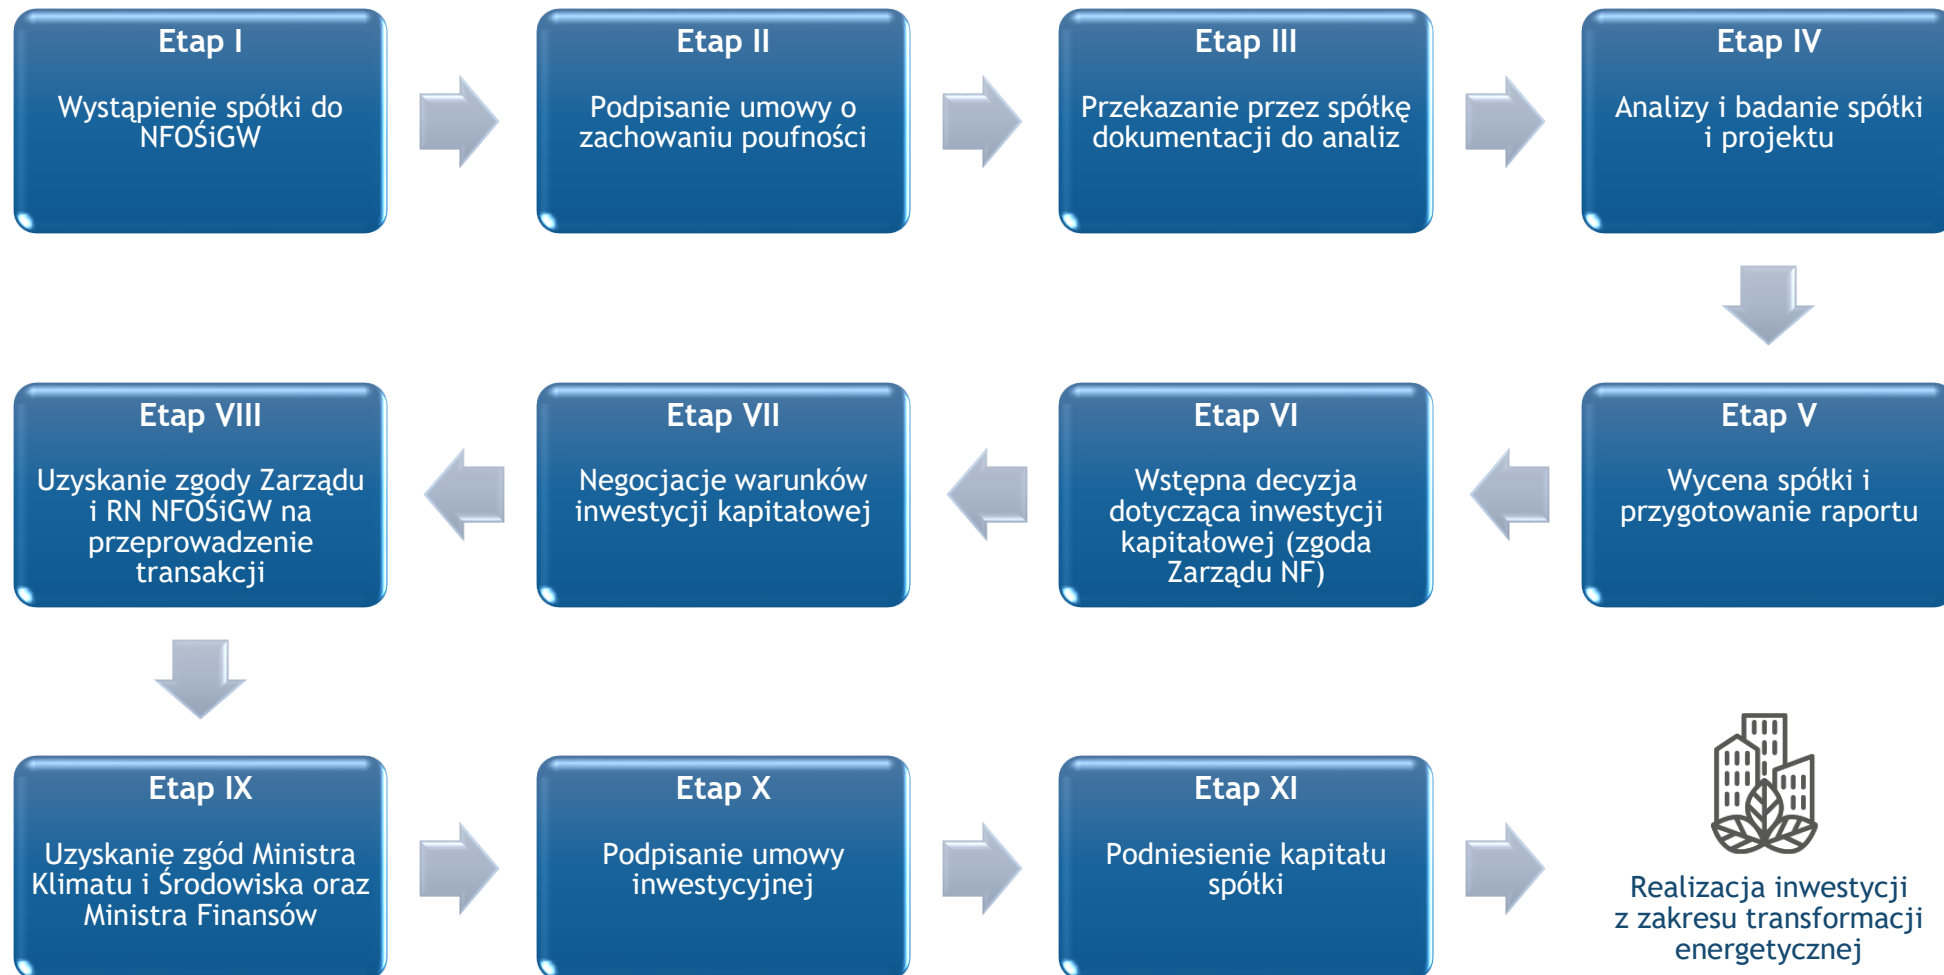 Etap I
Wystąpienie spółki do
NFOŚiGW
Etap II
Podpisanie umowy o
zachowaniu poufności
Etap III
Przekazanie przez spółkę
dokumentacji do analiz
Etap IV
Analizy i badanie spółki
i projektu
Etap V
Wycena spółki i
przygotowanie raportu
Etap VI
Wstępna decyzja
dotycząca inwestycji
kapitałowej (zgoda
Zarządu NF)
Etap VII
Negocjacje warunków
inwestycji kapitałowej
Etap VIII
Uzyskanie zgody Zarządu
i RN NFOŚiGW na
przeprowadzenie
transakcji
Etap IX
Uzyskanie zgód Ministra
Klimatu i Środowiska oraz
Ministra Finansów
Etap X
Podpisanie umowy
inwestycyjnej
Etap XI
Podniesienie kapitału
spółki
Realizacja inwestycji
z zakresu transformacji
energetycznej